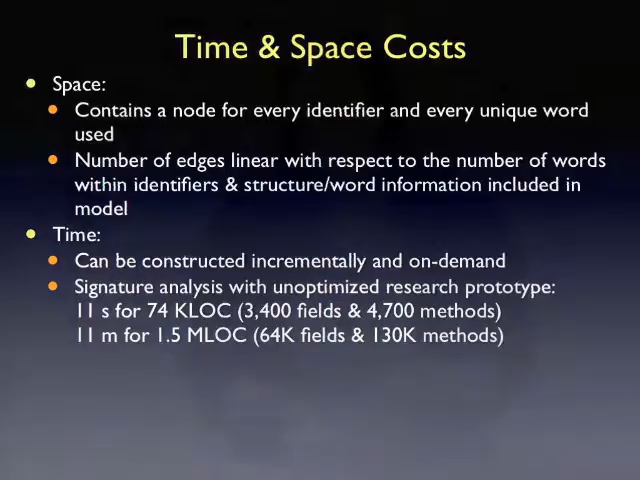 Time & Space Costs
• Space:
• Contains a node for every identifier and every unique word
used
• Number of edges linear with respect to the number of words
within identifiers & structure/word information included in
model
• Time:
• Can be constructed incrementally and on-demand
• Signature analysis with unoptimized research prototype:
11 s for 74 KLOC (3,400 fields & 4,700 methods)
11 m for 1.5 MLOC (64K fields & 130K methods)